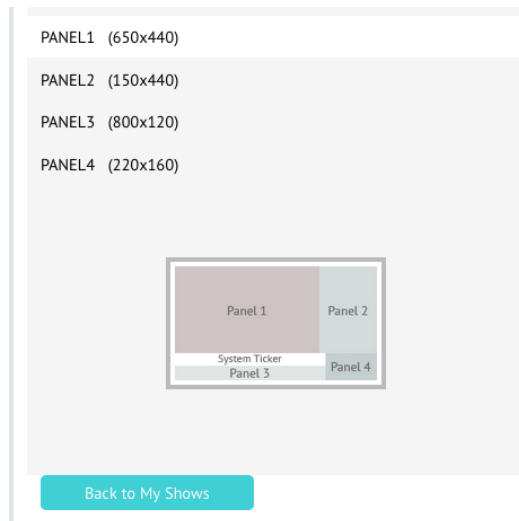 PANEL1 (650x440)
PANEL2 (150x440)
PANEL3 (800x120)
PANEL4 (220x160)
Panel 1
Panel 2
System Ticker
Panel 3
Panel 4
Back to My Shows